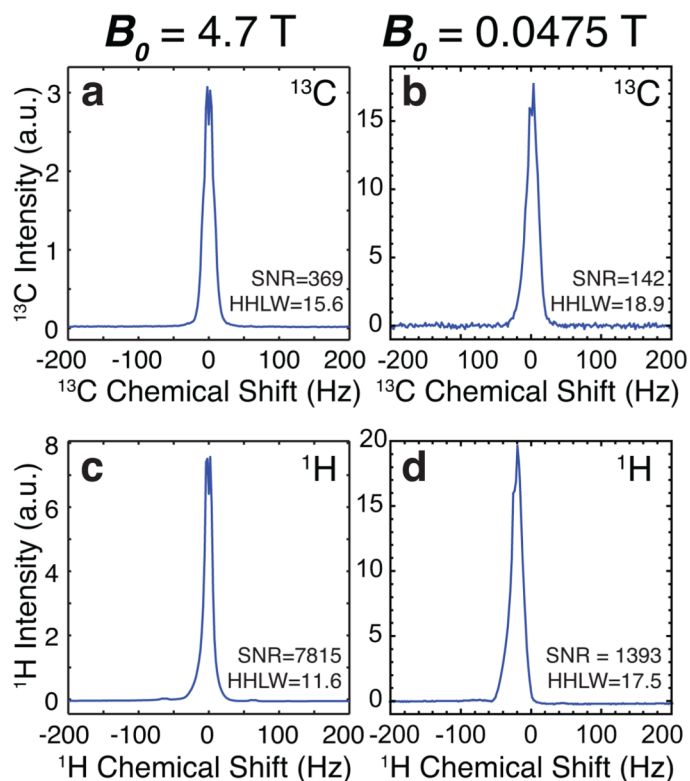 B₀ = 4.7 T
B₀ = 0.0475 T
a
¹³C
¹³C Intensity (a.u.)
3
2
1
0
SNR=369
HHLW=15.6
-200 -100 0 100 200
¹³C Chemical Shift (Hz)
b
¹³C
15
10
5
0
SNR=142
HHLW=18.9
-200 -100 0 100 200
¹³C Chemical Shift (Hz)
c
¹H
¹H Intensity (a.u.)
8
6
4
2
0
SNR=7815
HHLW=11.6
-200 -100 0 100 200
¹H Chemical Shift (Hz)
d
¹H
20
15
10
5
0
SNR = 1393
HHLW=17.5
-200 -100 0 100 200
¹H Chemical Shift (Hz)